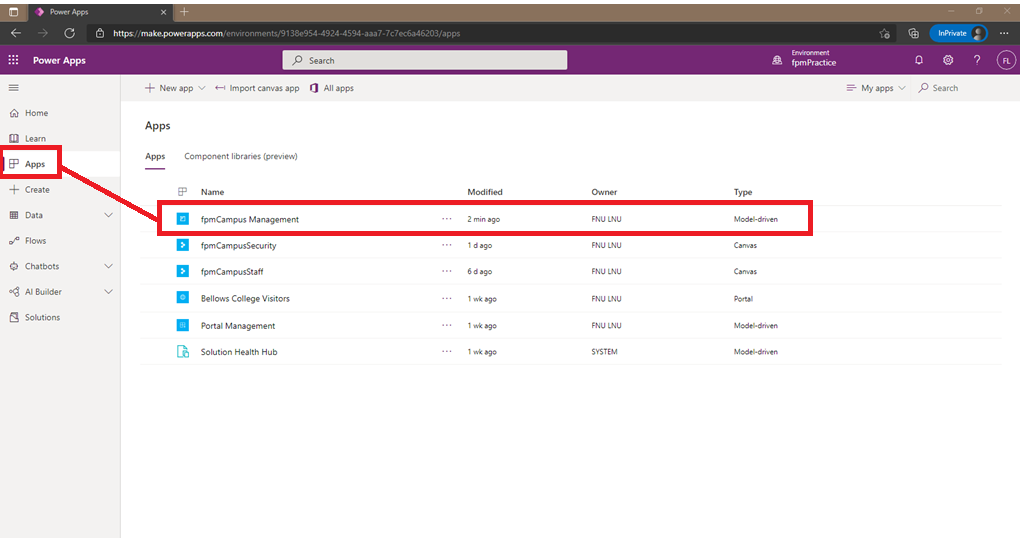 Power Apps
https://make.powerapps.com/environments/9138e954-4924-4594-aaa7-7c7ec6a46203/apps
InPrivate
Power Apps
Search
Environment
fpmPractice
FL
New app
Import canvas app
All apps
My apps
Search
Home
Learn
Apps
Create
Data
Flows
Chatbots
AI Builder
Solutions
Apps
Apps Component libraries (preview)
Name Modified Owner Type
fpmCampus Management ... 2 min ago FNU LNU Model-driven
fpmCampusSecurity ... 1 d ago FNU LNU Canvas
fpmCampusStaff ... 6 d ago FNU LNU Canvas
Bellows College Visitors ... 1 wk ago FNU LNU Portal
Portal Management ... 1 wk ago FNU LNU Model-driven
Solution Health Hub ... 1 wk ago SYSTEM Model-driven